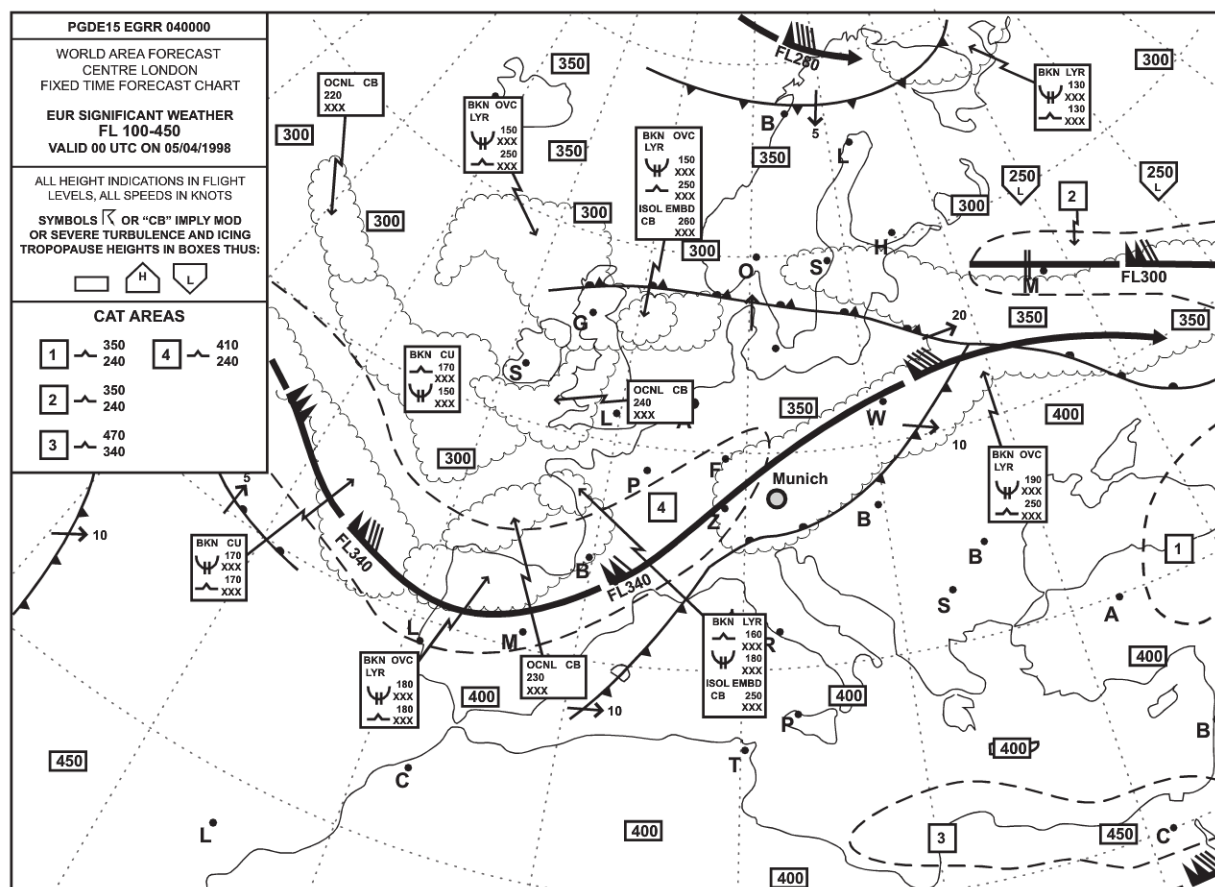 PGDE15 EGRR 040000
WORLD AREA FORECAST
CENTRE LONDON
FIXED TIME FORECAST CHART
EUR SIGNIFICANT WEATHER
FL 100-450
VALID 00 UTC ON 05/04/1998
ALL HEIGHT INDICATIONS IN FLIGHT
LEVELS, ALL SPEEDS IN KNOTS
SYMBOLS OR “CB” IMPLY MOD
OR SEVERE TURBULENCE AND ICING
TROPOPAUSE HEIGHTS IN BOXES THUS:
H
L
CAT AREAS
1 350
240
4 410
240
2 350
240
3 470
340
OCNL CB
220
XXX
350
300
BKN OVC
LYR
150
XXX
250
XXX
350
300
300
BKN OVC
LYR
150
XXX
250
XXX
ISOL EMBD
CB 260
XXX
300
FL280
B
5
350
L
BKN LYR
130
XXX
130
XXX
300
250
L
250
L
2
300
H
S
O
M
FL300
350
350
20
G
S
BKN CU
170
XXX
150
XXX
OCNL CB
240
XXX
L
A
350
W
400
10
300
P
F
4
Munich
Z
B
BKN OVC
LYR
190
XXX
250
XXX
B
1
S
A
5
10
BKN CU
170
XXX
170
XXX
FL340
B
FL340
L
M
BKN OVC
LYR
180
XXX
180
XXX
OCNL CB
230
XXX
400
10
BKN LYR
160
XXX
180
XXX
ISOL EMBD
CB 250
XXX
R
400
P
400
B
400
450
C
T
L
400
3
450
C
400